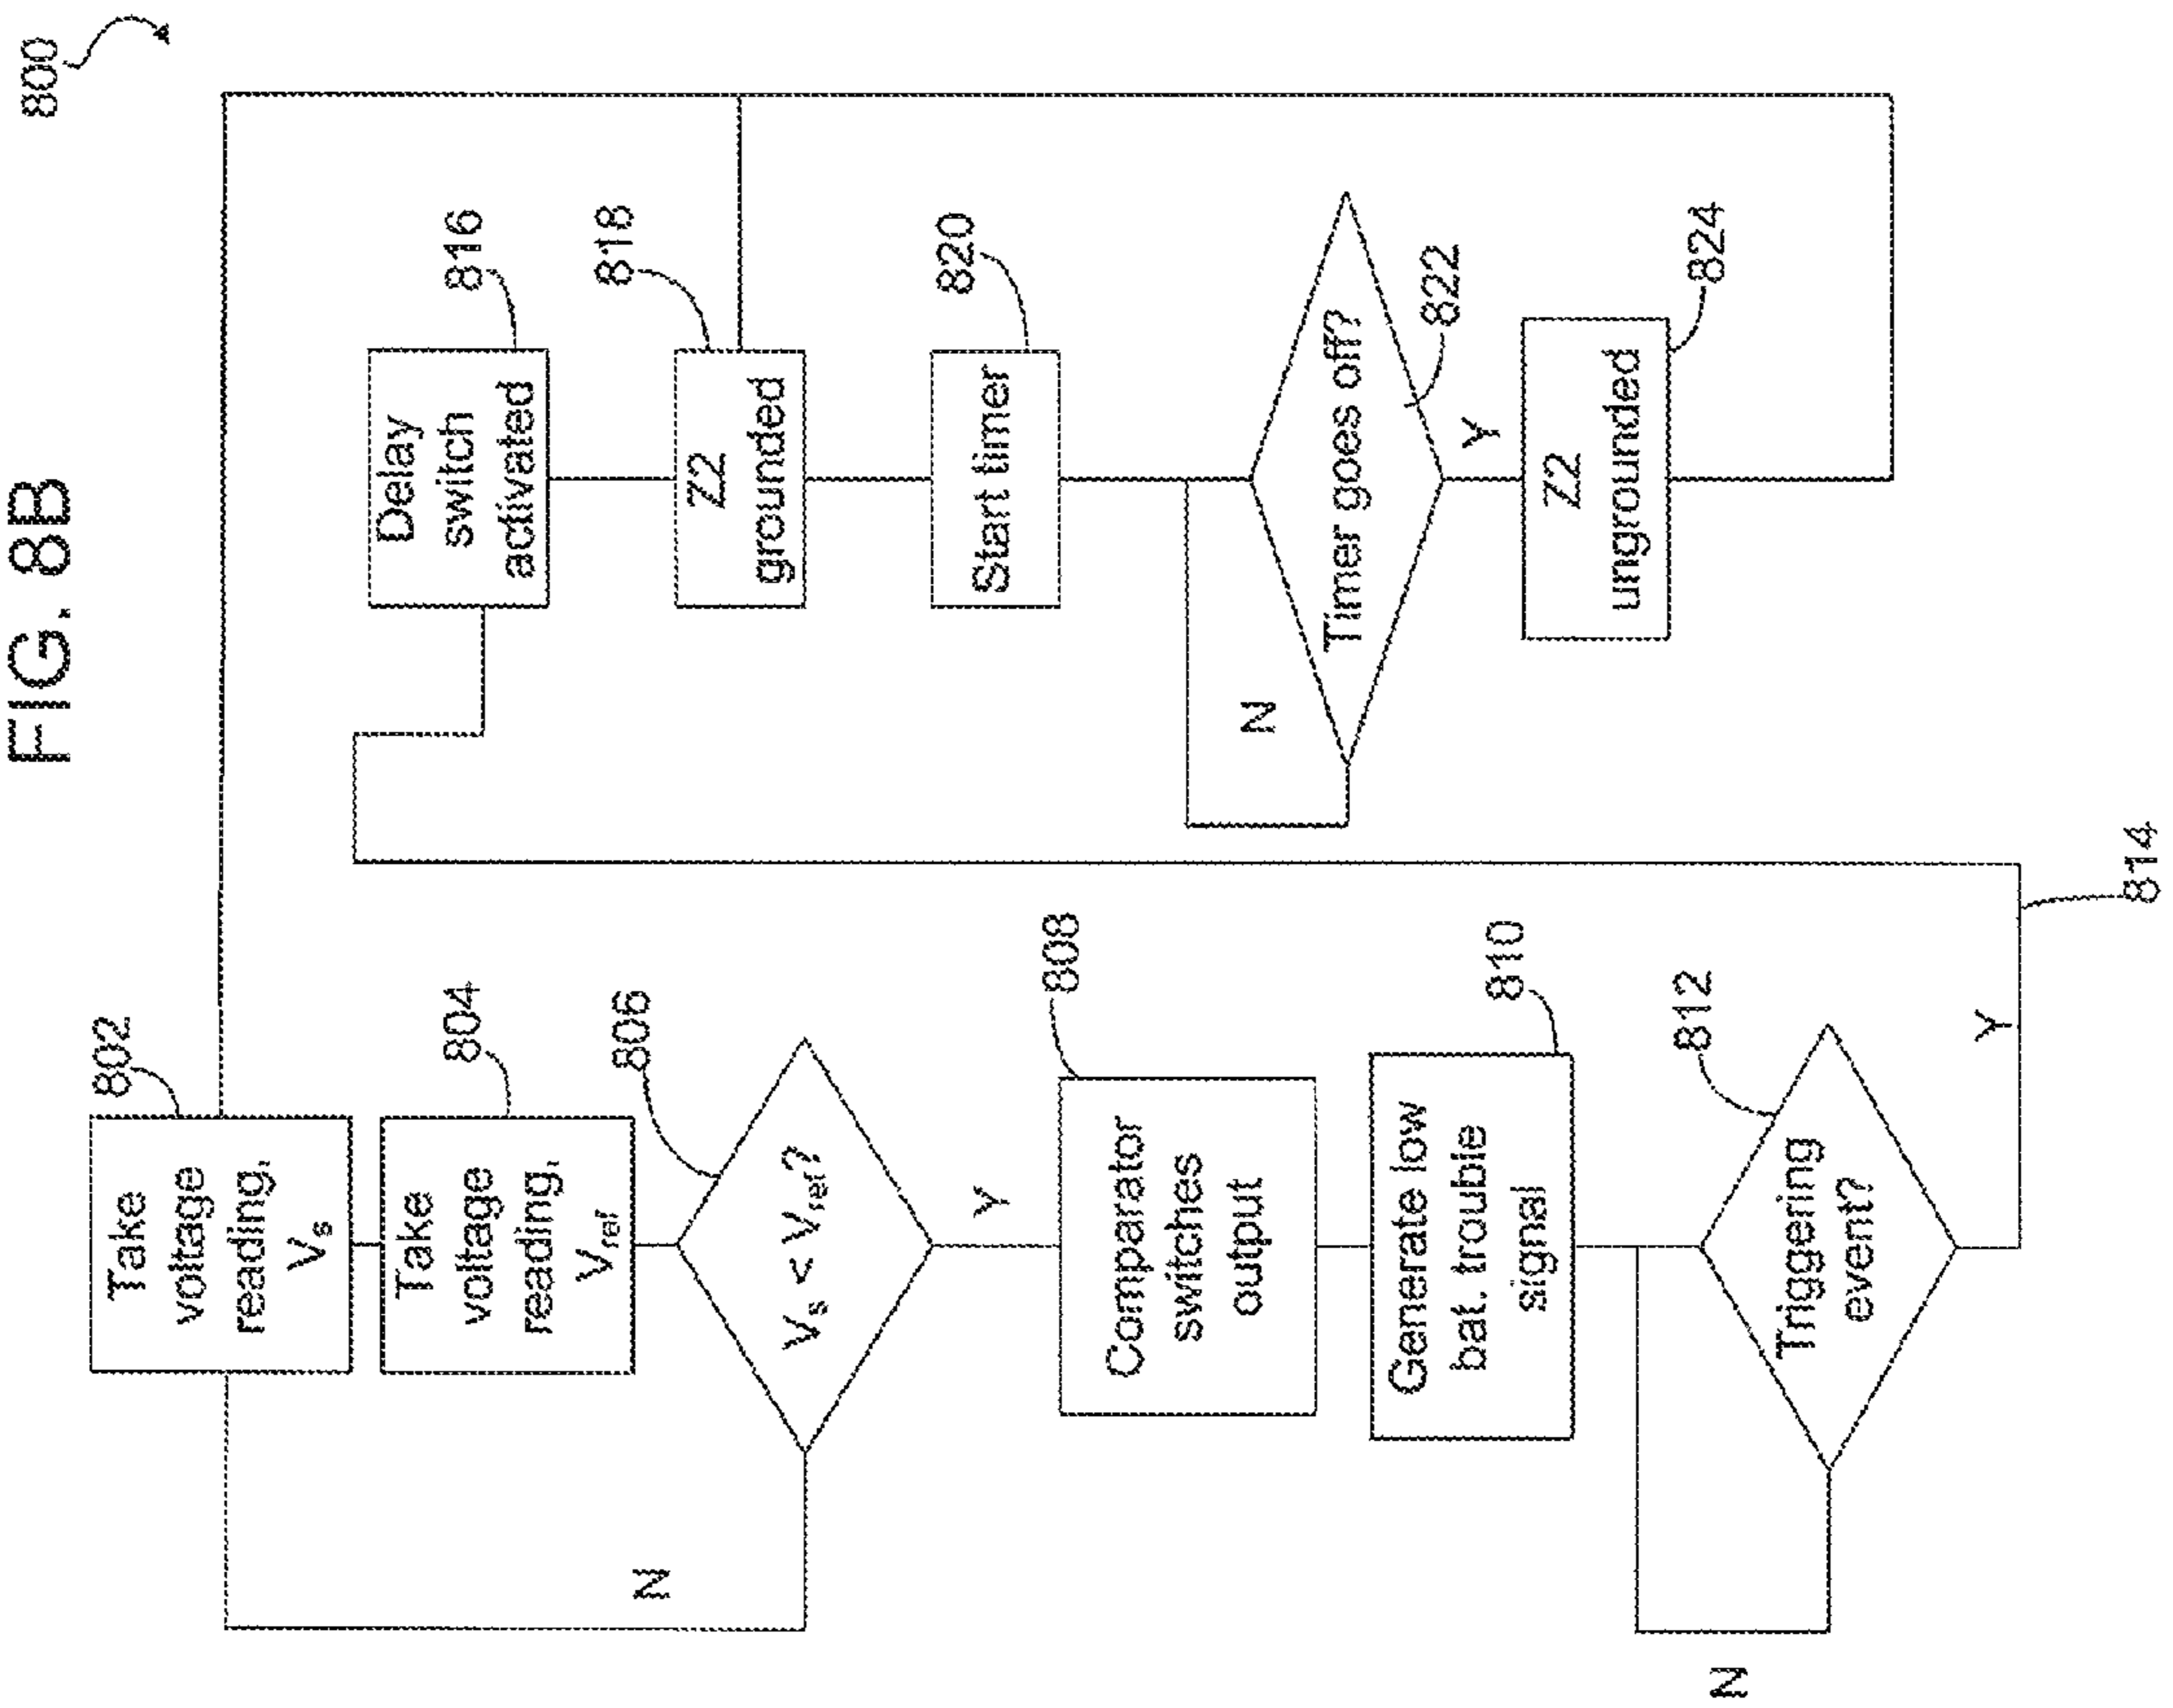 FIG. 8B
800
802
Take
voltage
reading,
Vs
804
Take
voltage
reading,
Vref
806
Vs < Vref?
N
Y
808
Comparator
switches
output
810
Generate low
bat. trouble
signal
812
Triggering
event?
N
Y
814
816
Delay
switch
activated
818
Z2
grounded
820
Start timer
822
Timer goes off?
N
Y
824
Z2
ungrounded